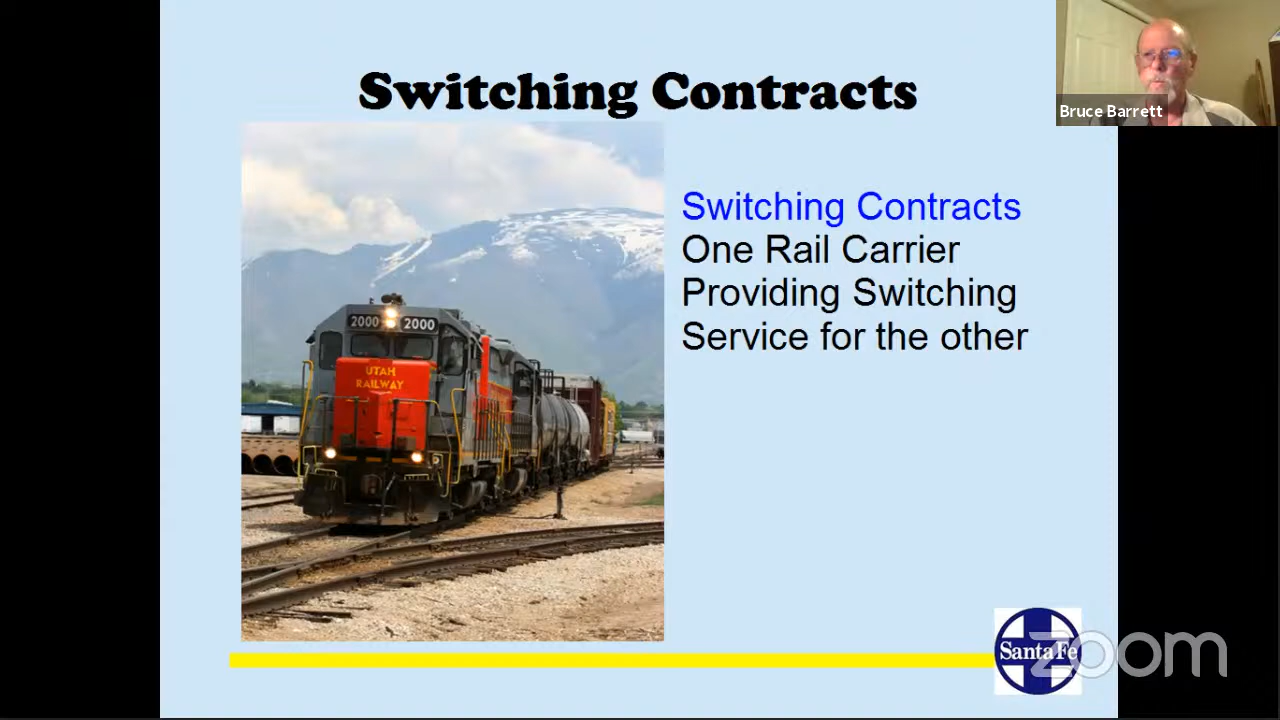 Switching Contracts
Bruce Barrett
Switching Contracts
One Rail Carrier
Providing Switching
Service for the other
2000 2000
UTAH
RAILWAY
Santa Fe
zoom